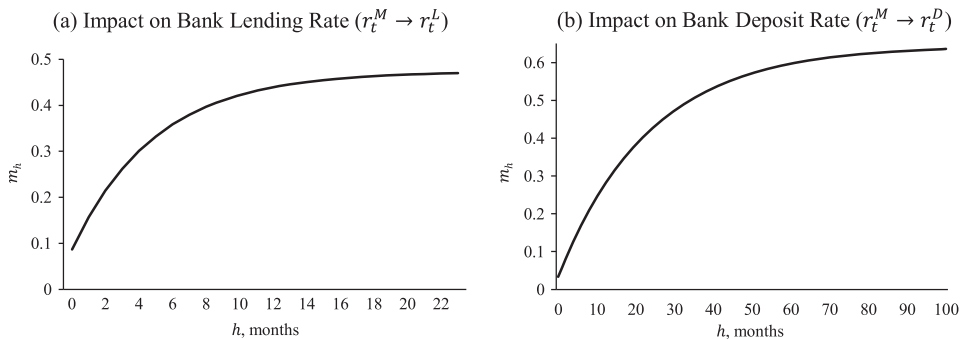 (a) Impact on Bank Lending Rate ($r_t^M \to r_t^L$)
0.5
0.4
0.3
0.2
0.1
0
$m_h$
0 2 4 6 8 10 12 14 16 18 20 22
$h$, months
(b) Impact on Bank Deposit Rate ($r_t^M \to r_t^D$)
0.6
0.5
0.4
0.3
0.2
0.1
0
$m_h$
0 10 20 30 40 50 60 70 80 90 100
$h$, months